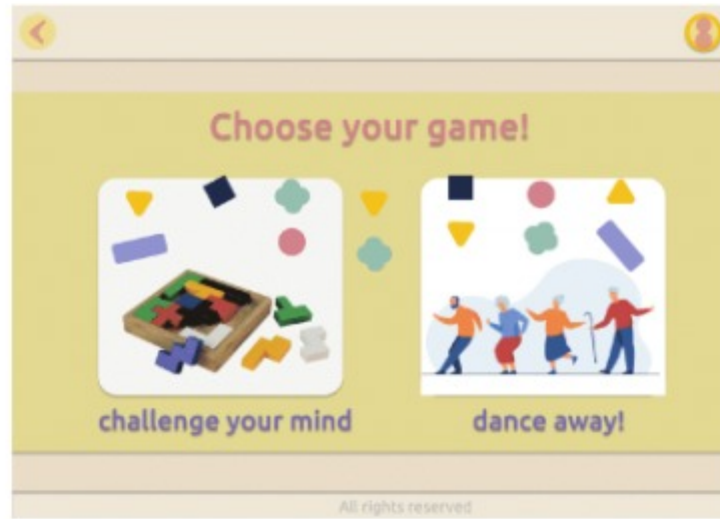 Choose your game!
challenge your mind
dance away!
All rights reserved